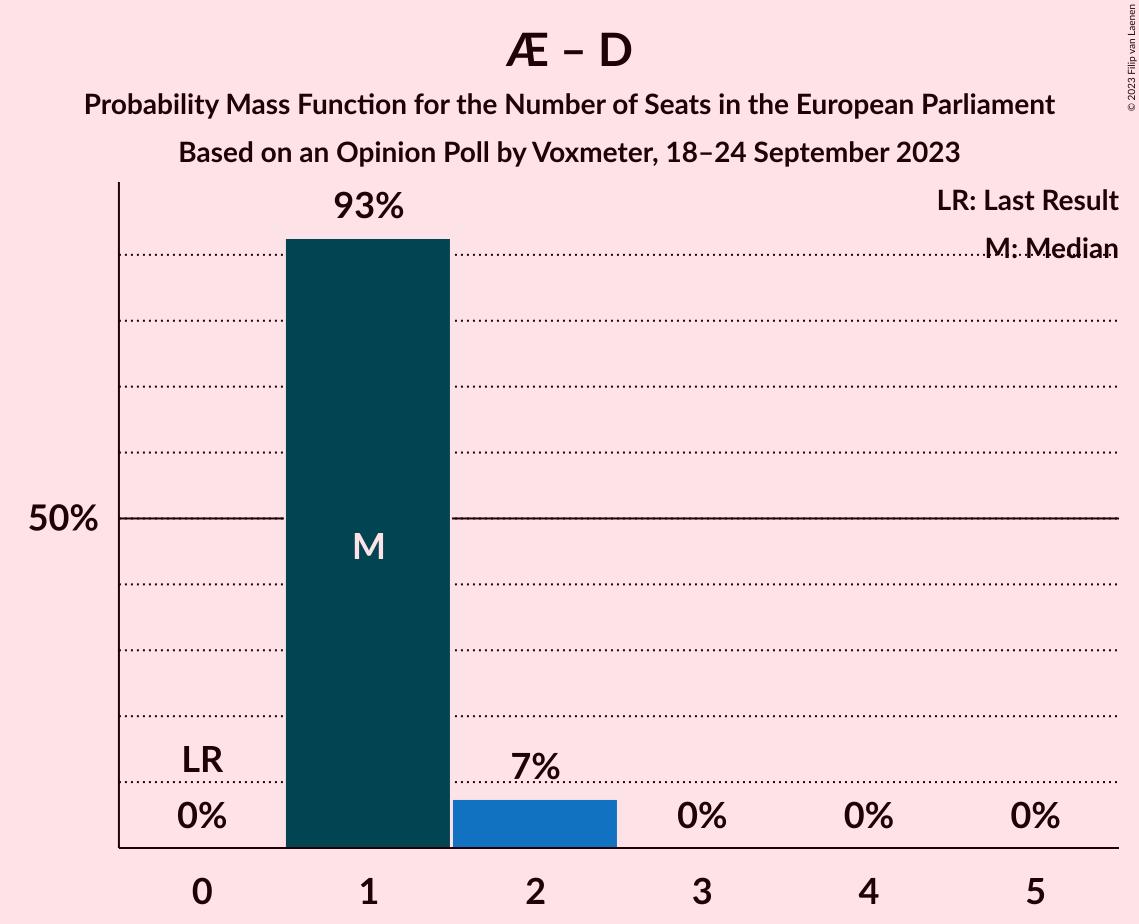 Æ – D
Probability Mass Function for the Number of Seats in the European Parliament
Based on an Opinion Poll by Voxmeter, 18–24 September 2023
© 2023 Filip van Laenen
LR: Last Result
M: Median
93%
50%
M
LR
7%
0%
0%
0%
0%
0
1
2
3
4
5